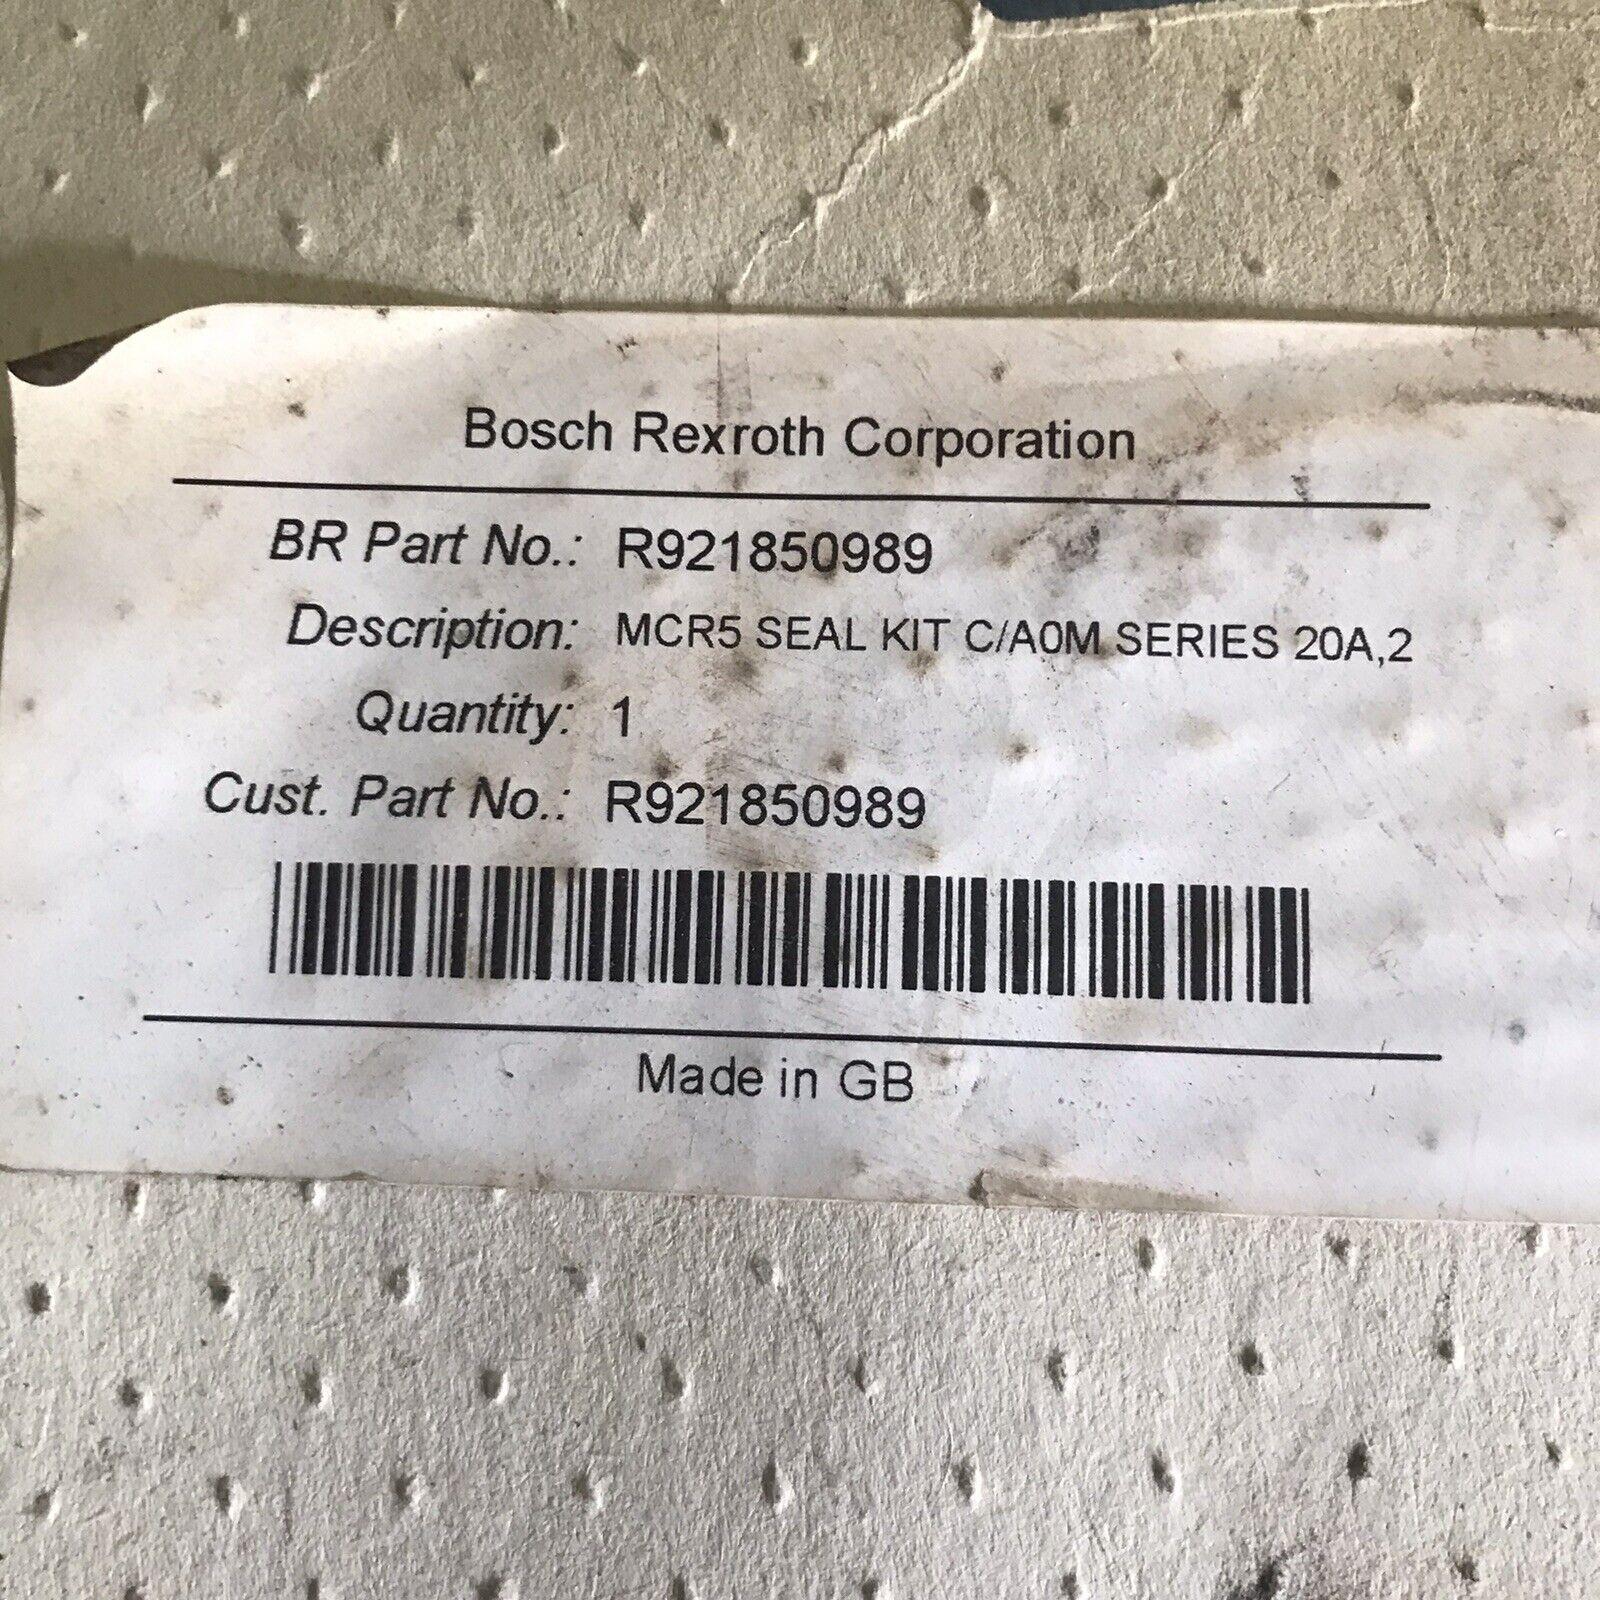 Bosch Rexroth Corporation
BR Part No.: R921850989
Description: MCR5 SEAL KIT C/A0M SERIES 20A,2
Quantity: 1
Cust. Part No.: R921850989
Made in GB